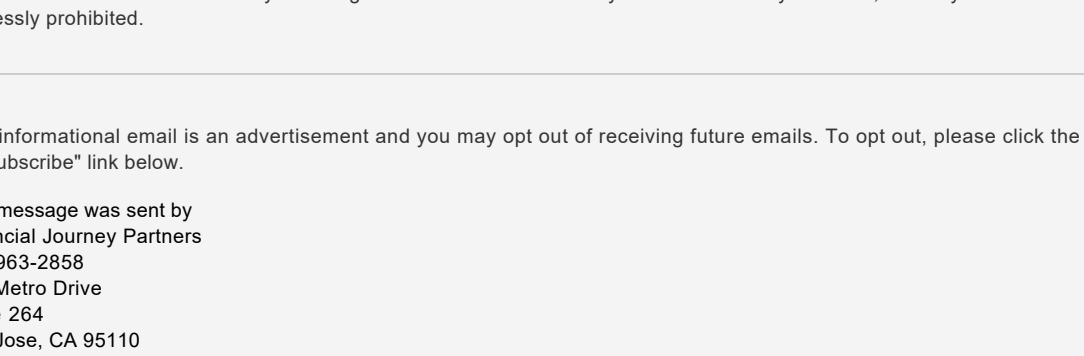 essly prohibited.
informational email is an advertisement and you may opt out of receiving future emails. To opt out, please click the
ubscribe" link below.
message was sent by
ncial Journey Partners
963-2858
Metro Drive
264
Jose, CA 95110